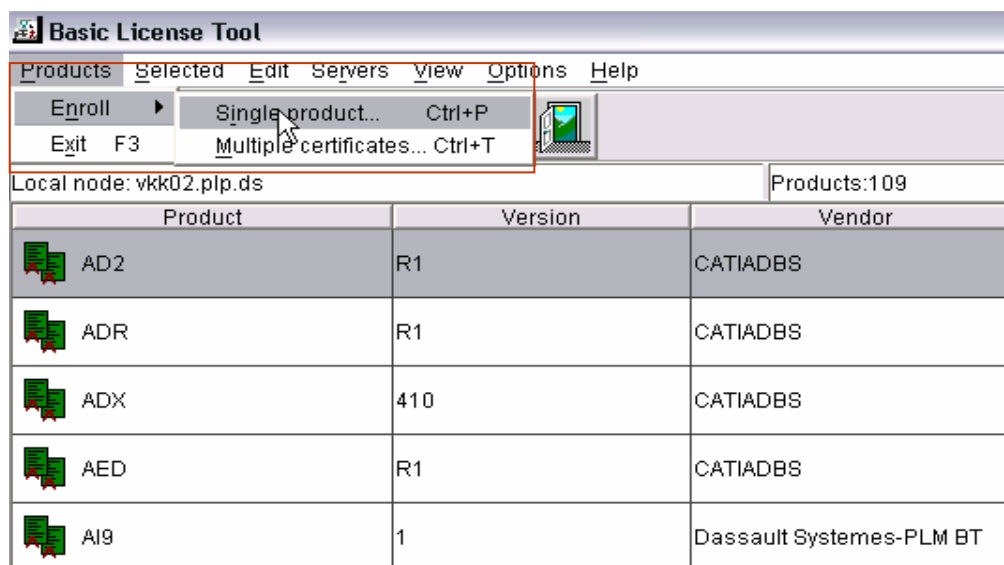 Basic License Tool
Products Selected Edit Servers View Options Help
Enroll Single product... Ctrl+P
Exit F3 Multiple certificates... Ctrl+T
Local node: vkk02.plp.ds Products:109
Product Version Vendor
AD2 R1 CATIADBS
ADR R1 CATIADBS
ADX 410 CATIADBS
AED R1 CATIADBS
AI9 1 Dassault Systemes-PLM BT